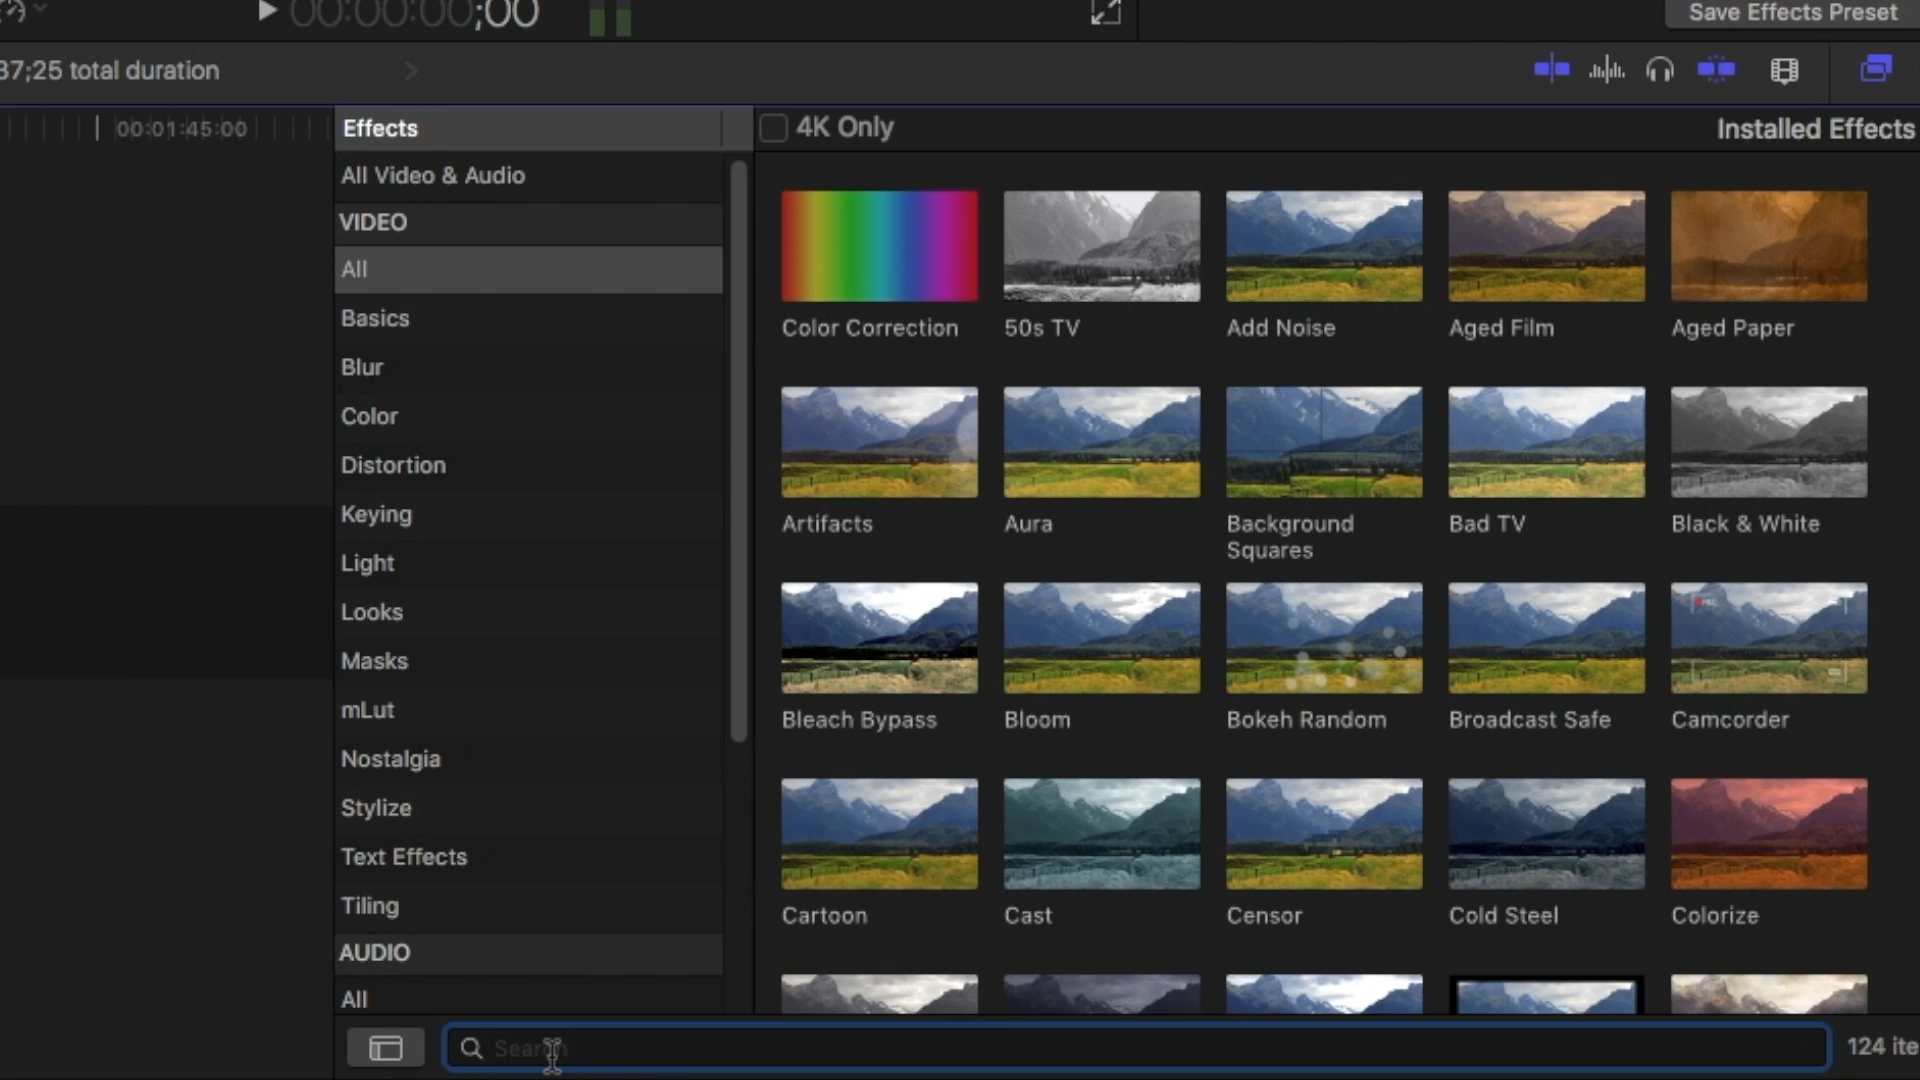 00:00:00;00
Save Effects Preset
37;25 total duration
00:01:45:00
Effects
4K Only
Installed Effects
All Video & Audio
VIDEO
All
Basics
Blur
Color
Distortion
Keying
Light
Looks
Masks
mLut
Nostalgia
Stylize
Text Effects
Tiling
AUDIO
All
Color Correction
50s TV
Add Noise
Aged Film
Aged Paper
Artifacts
Aura
Background
Squares
Bad TV
Black & White
Bleach Bypass
Bloom
Bokeh Random
Broadcast Safe
Camcorder
Cartoon
Cast
Censor
Cold Steel
Colorize
Search
124 ite